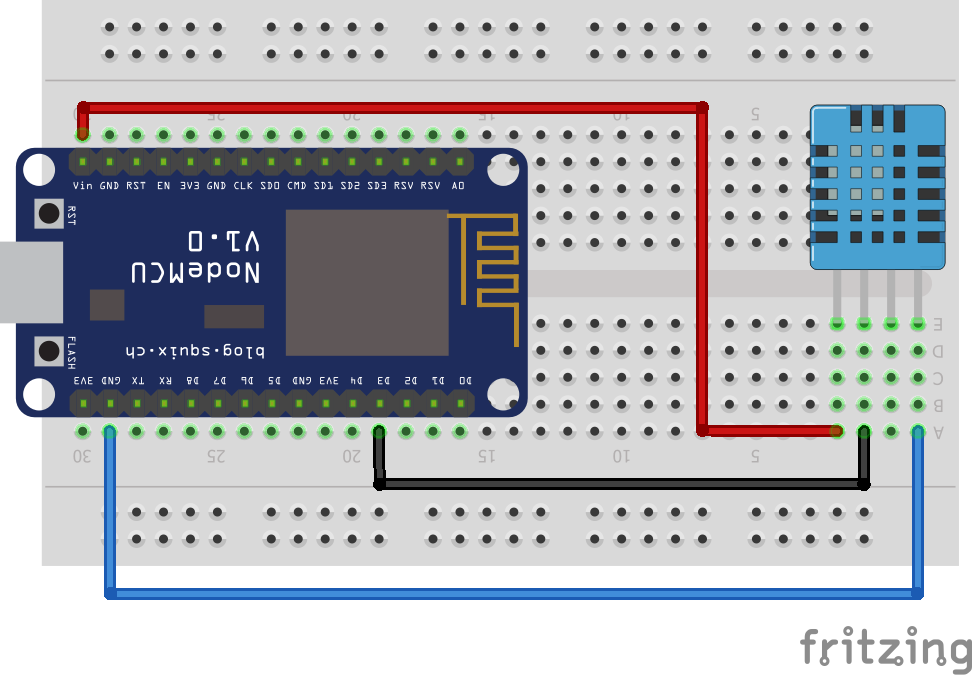 25 20 15 10 5
Vin GND RST EN 3V3 GND CLK SD0 CMD SD1 SD2 SD3 RSV RSV A0
RST
NodeMCU
V1.0
E
FLASH
blog.squix.ch
D
C
3V3 GND TX RX D8 D7 D6 D5 GND 3V3 D4 D3 D2 D1 D0
B
A
30 25 20 15 10 5
fritzing